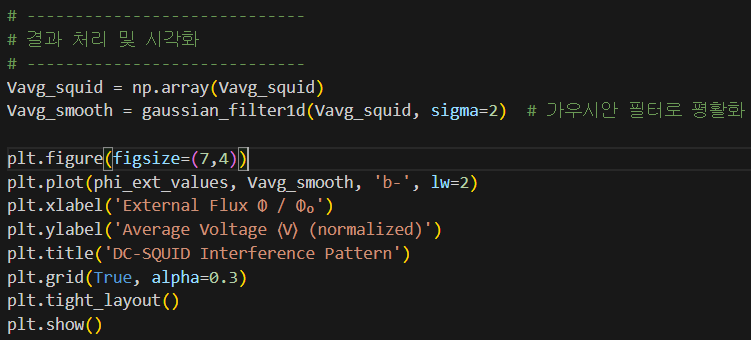 # -----------------------------
# 결과 처리 및 시각화
# -----------------------------
Vavg_squid = np.array(Vavg_squid)
Vavg_smooth = gaussian_filter1d(Vavg_squid, sigma=2)  # 가우시안 필터로 평활화
plt.figure(figsize=(7,4))
plt.plot(phi_ext_values, Vavg_smooth, 'b-', lw=2)
plt.xlabel('External Flux Φ / Φ₀')
plt.ylabel('Average Voltage ⟨V⟩ (normalized)')
plt.title('DC-SQUID Interference Pattern')
plt.grid(True, alpha=0.3)
plt.tight_layout()
plt.show()